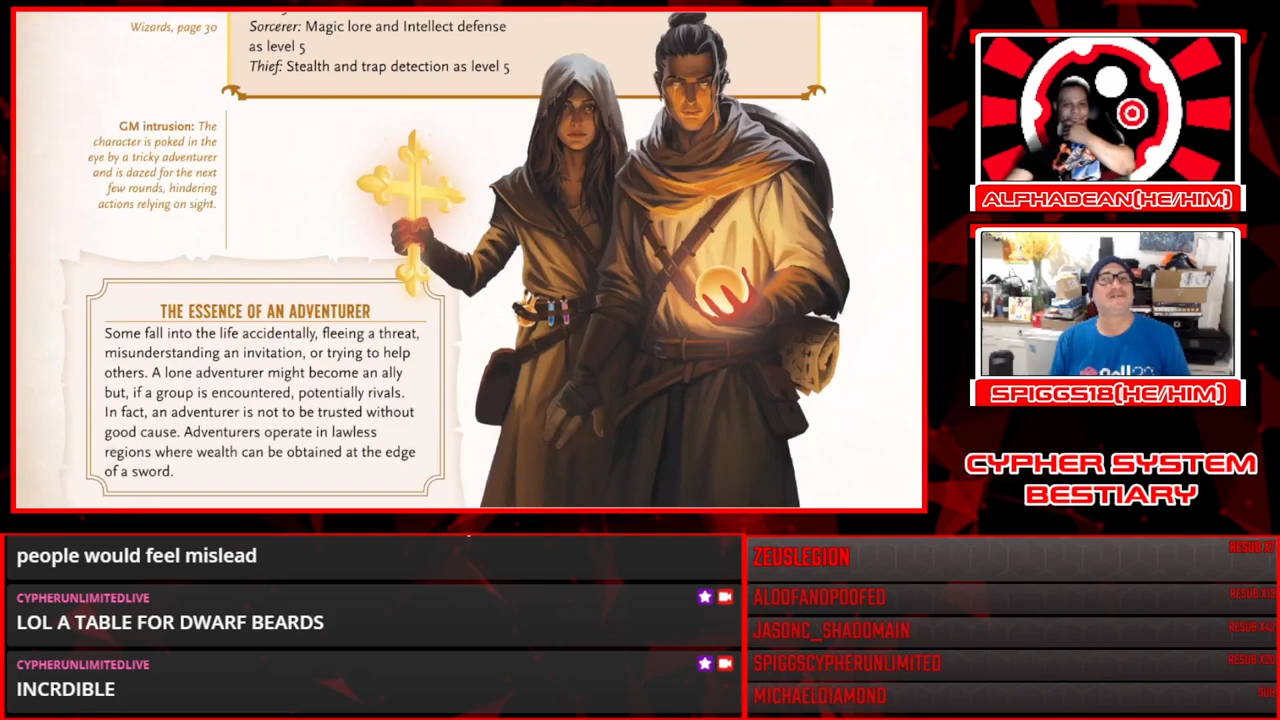 Wizards, page 30
Sorcerer: Magic lore and Intellect defense
as level 5
Thief: Stealth and trap detection as level 5
GM intrusion: The
character is poked in the
eye by a tricky adventurer
and is dazed for the next
few rounds, hindering
actions relying on sight.
THE ESSENCE OF AN ADVENTURER
Some fall into the life accidentally, fleeing a threat,
misunderstanding an invitation, or trying to help
others. A lone adventurer might become an ally
but, if a group is encountered, potentially rivals.
In fact, an adventurer is not to be trusted without
good cause. Adventurers operate in lawless
regions where wealth can be obtained at the edge
of a sword.
ALPHADEAN(HE/HIM)
SPIGGS18(HE/HIM)
CYPHER SYSTEM
BESTIARY
people would feel mislead
CYPHERUNLIMITEDLIVE
LOL A TABLE FOR DWARF BEARDS
CYPHERUNLIMITEDLIVE
INCRDIBLE
ZEUSLEGION
RESUB
ALOOFANDPOOFED
RESUB
JASONC_SHADOMAIN
RESUB
SPIGGSCYPHERUNLIMITED
RESUB X20
MICHAELDIAMOND
SUB